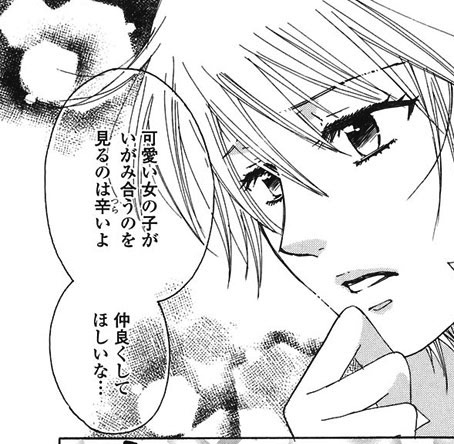 可愛い女の子が
いがみ合うのを
見るのは辛いよ
仲良くして
ほしいな…